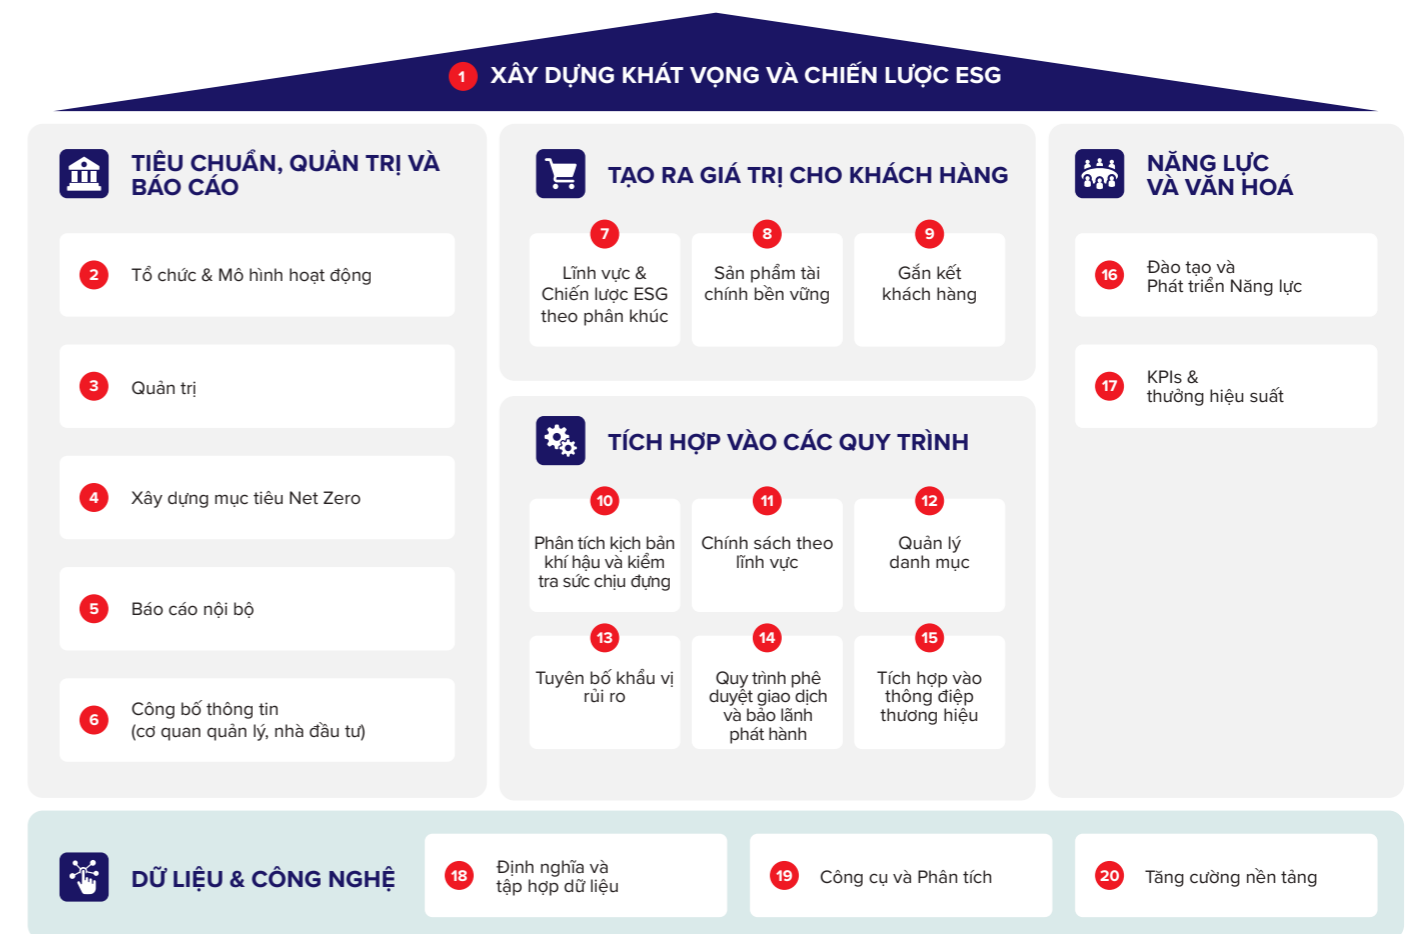 1 XÂY DỰNG KHÁT VỌNG VÀ CHIẾN LƯỢC ESG
TIÊU CHUẨN, QUẢN TRỊ VÀ
BÁO CÁO
2 Tổ chức & Mô hình hoạt động
3 Quản trị
4 Xây dựng mục tiêu Net Zero
5 Báo cáo nội bộ
6 Công bố thông tin
(cơ quan quản lý, nhà đầu tư)
TẠO RA GIÁ TRỊ CHO KHÁCH HÀNG
7
Lĩnh vực &
Chiến lược ESG
theo phân khúc
8
Sản phẩm tài
chính bền vững
9
Gắn kết
khách hàng
TÍCH HỢP VÀO CÁC QUY TRÌNH
10
Phân tích kịch bản
khí hậu và kiểm
tra sức chịu đựng
11
Chính sách theo
lĩnh vực
12
Quản lý
danh mục
13
Tuyên bố khẩu vị
rủi ro
14
Quy trình phê
duyệt giao dịch
và bảo lãnh
phát hành
15
Tích hợp vào
thông điệp
thương hiệu
NĂNG LỰC
VÀ VĂN HOÁ
16 Đào tạo và
Phát triển Năng lực
17 KPIs &
thưởng hiệu suất
DỮ LIỆU & CÔNG NGHỆ
18 Định nghĩa và
tập hợp dữ liệu
19 Công cụ và Phân tích
20 Tăng cường nền tảng